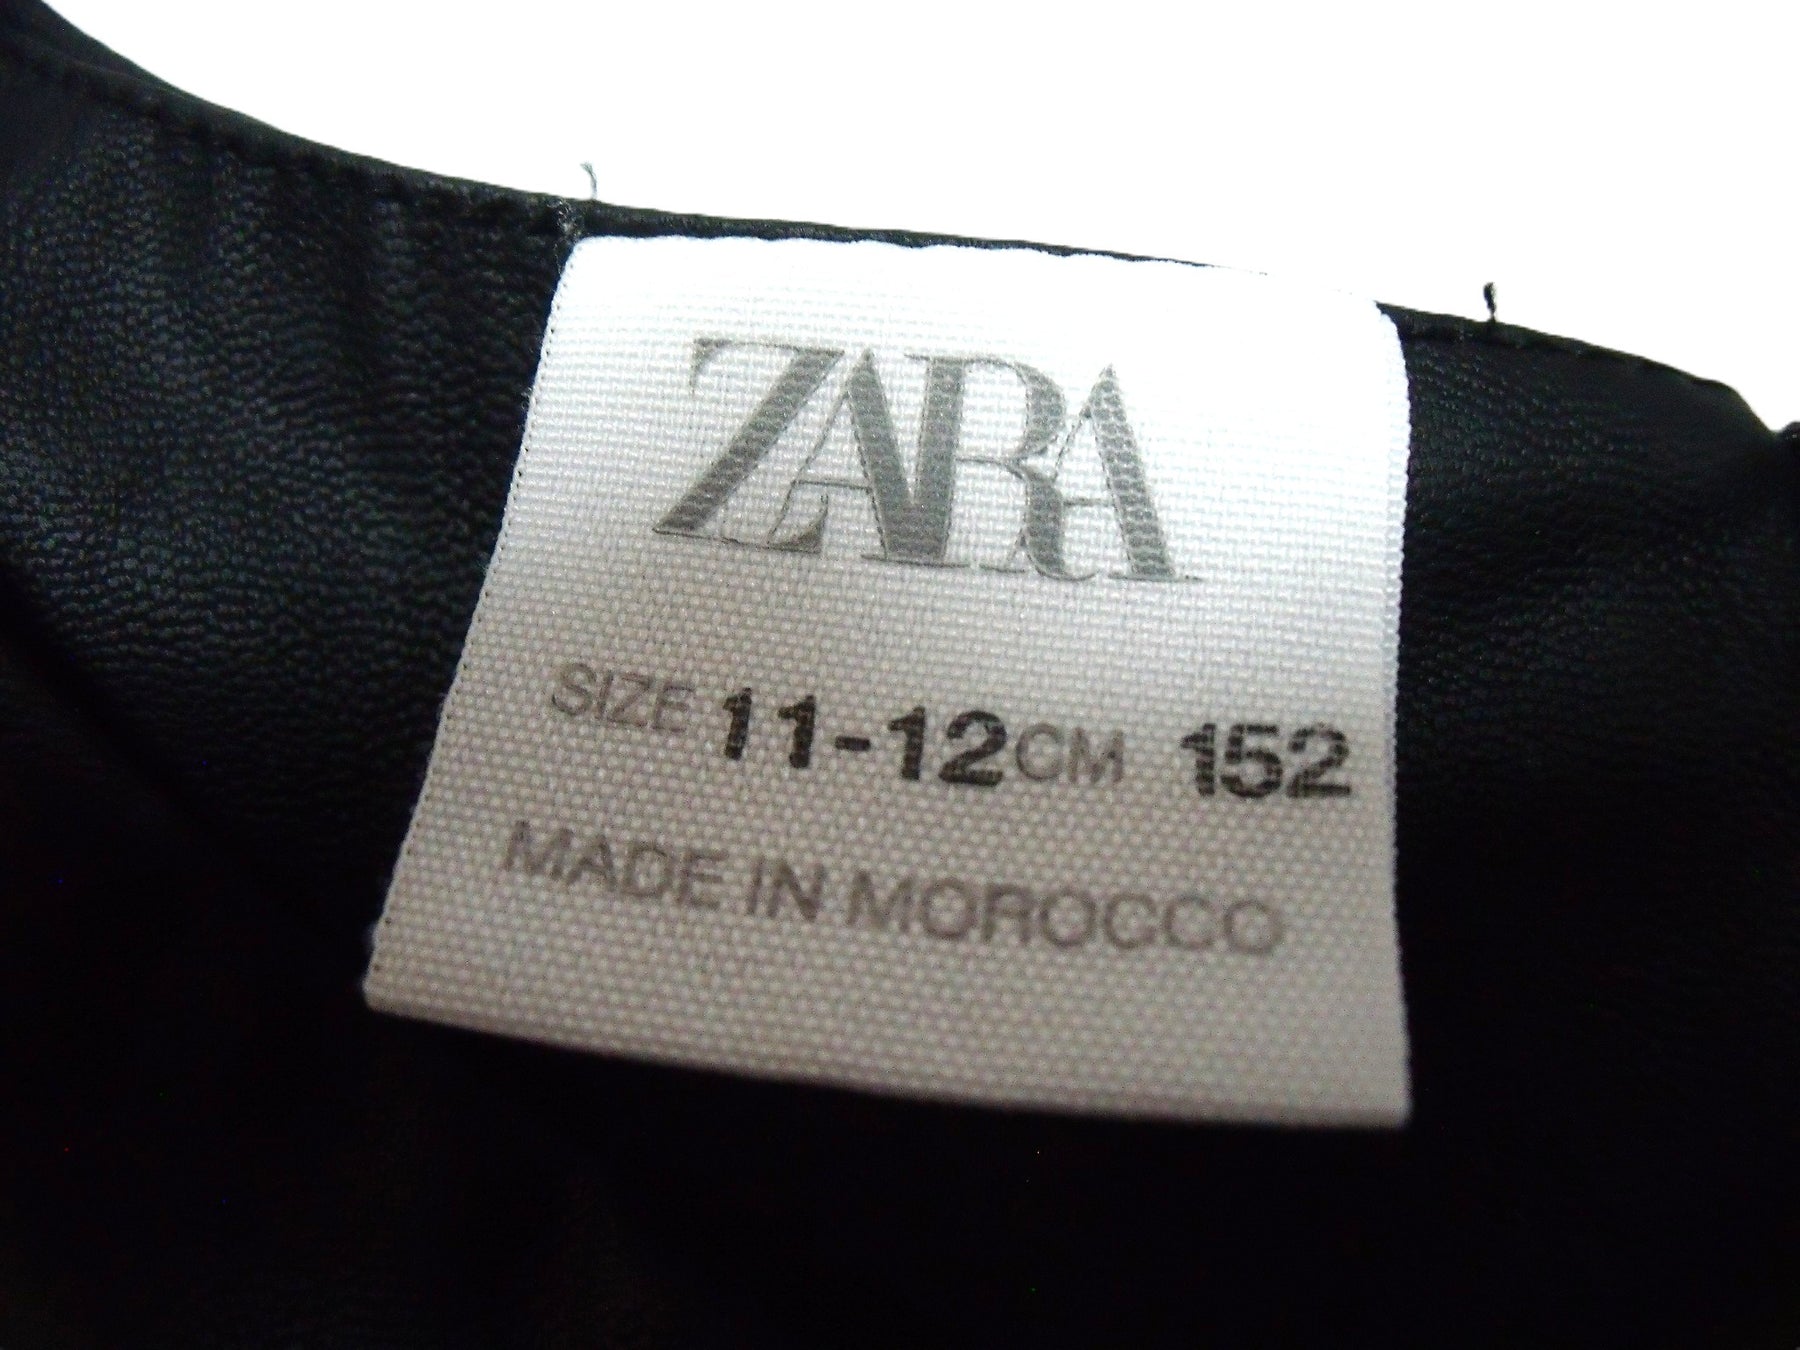 ZARA
SIZE 11-12 CM 152
MADE IN MOROCCO